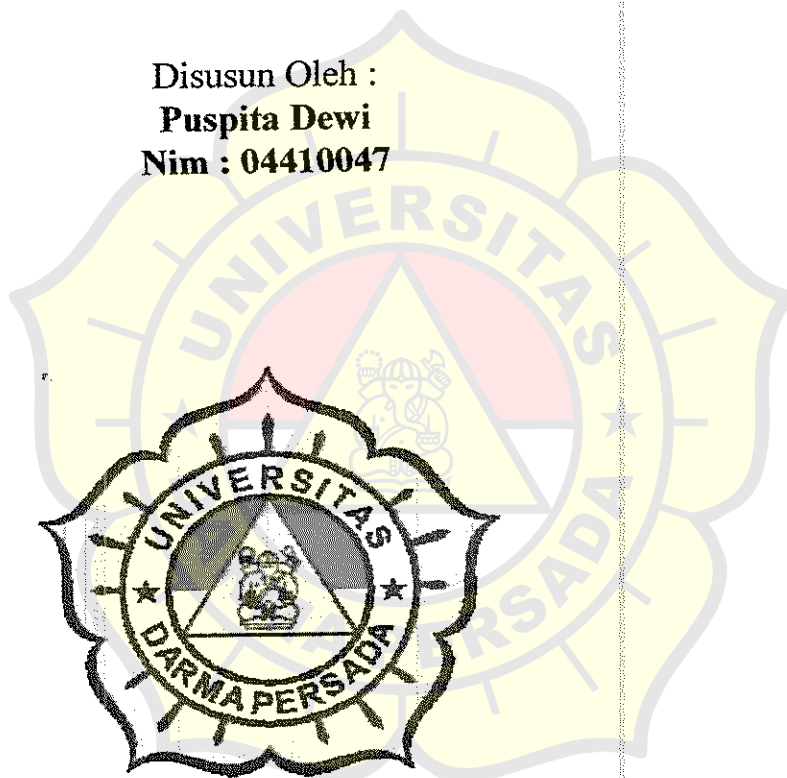 Disusun Oleh :
Puspita Dewi
Nim : 04410047
UNIVERSITAS
DARMA PERSADA
UNIVERSITAS
DARMA PERSADA